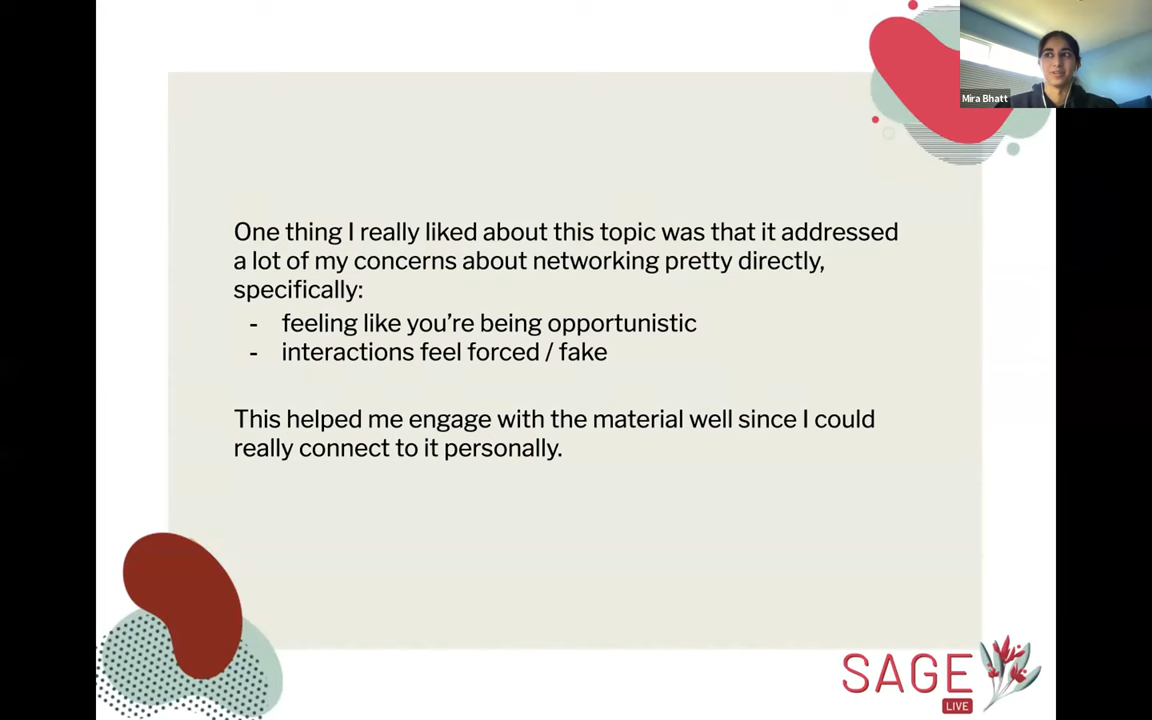 Mira Bhatt
One thing I really liked about this topic was that it addressed
a lot of my concerns about networking pretty directly,
specifically:
- feeling like you're being opportunistic
- interactions feel forced / fake
This helped me engage with the material well since I could
really connect to it personally.
SAGE
LIVE